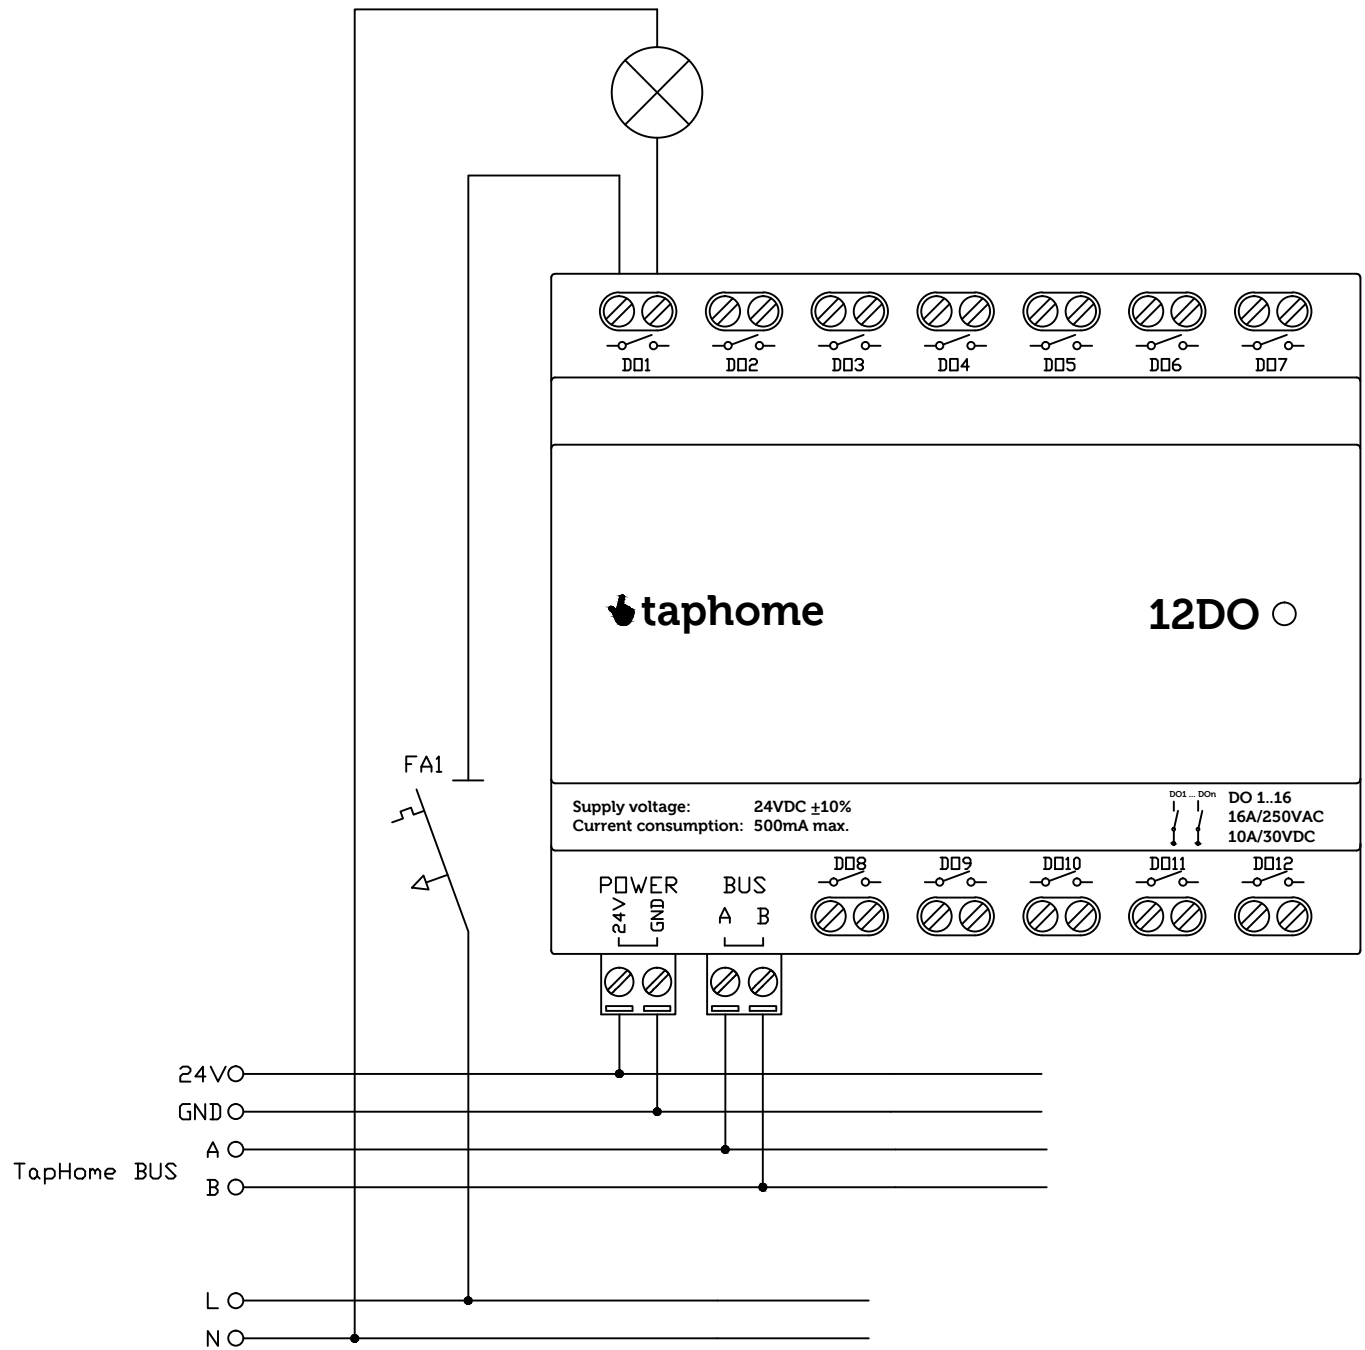 DO1 DO2 DO3 DO4 DO5 DO6 DO7
taphome 12DO
FA1
Supply voltage: 24VDC ±10%
Current consumption: 500mA max.
DO1 ... DOn
DO 1..16
16A/250VAC
10A/30VDC
DO8 DO9 DO10 DO11 DO12
POWER BUS
24V GND A B
24V
GND
A
TapHome BUS
B
L
N